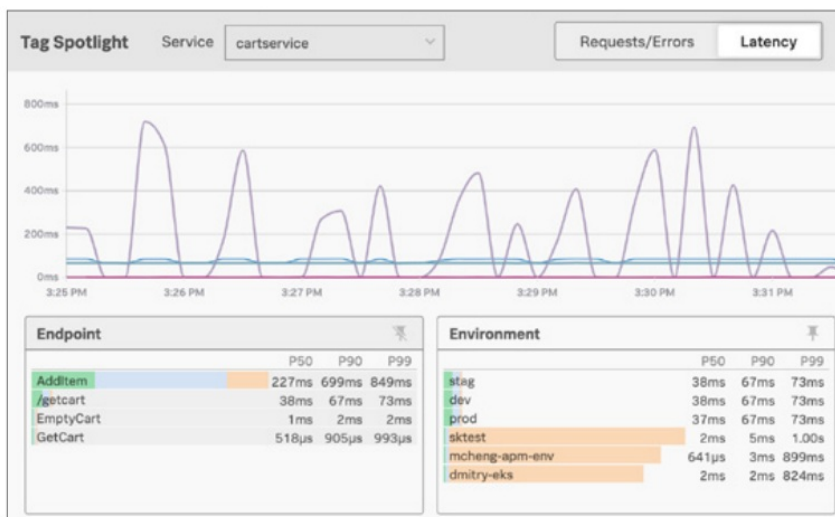 Tag Spotlight Service cartservice Requests/Errors Latency
800ms
600ms
400ms
200ms
0ms
3:25 PM 3:26 PM 3:27 PM 3:28 PM 3:29 PM 3:30 PM 3:31 PM
Endpoint
P50 P90 P99
AddItem 227ms 699ms 849ms
/getcart 38ms 67ms 73ms
EmptyCart 1ms 2ms 2ms
GetCart 518µs 905µs 993µs
Environment
P50 P90 P99
stag 38ms 67ms 73ms
dev 38ms 67ms 73ms
prod 37ms 67ms 73ms
sktest 2ms 5ms 1.00s
mcheng-apm-env 641µs 3ms 899ms
dmitry-eks 2ms 2ms 824ms